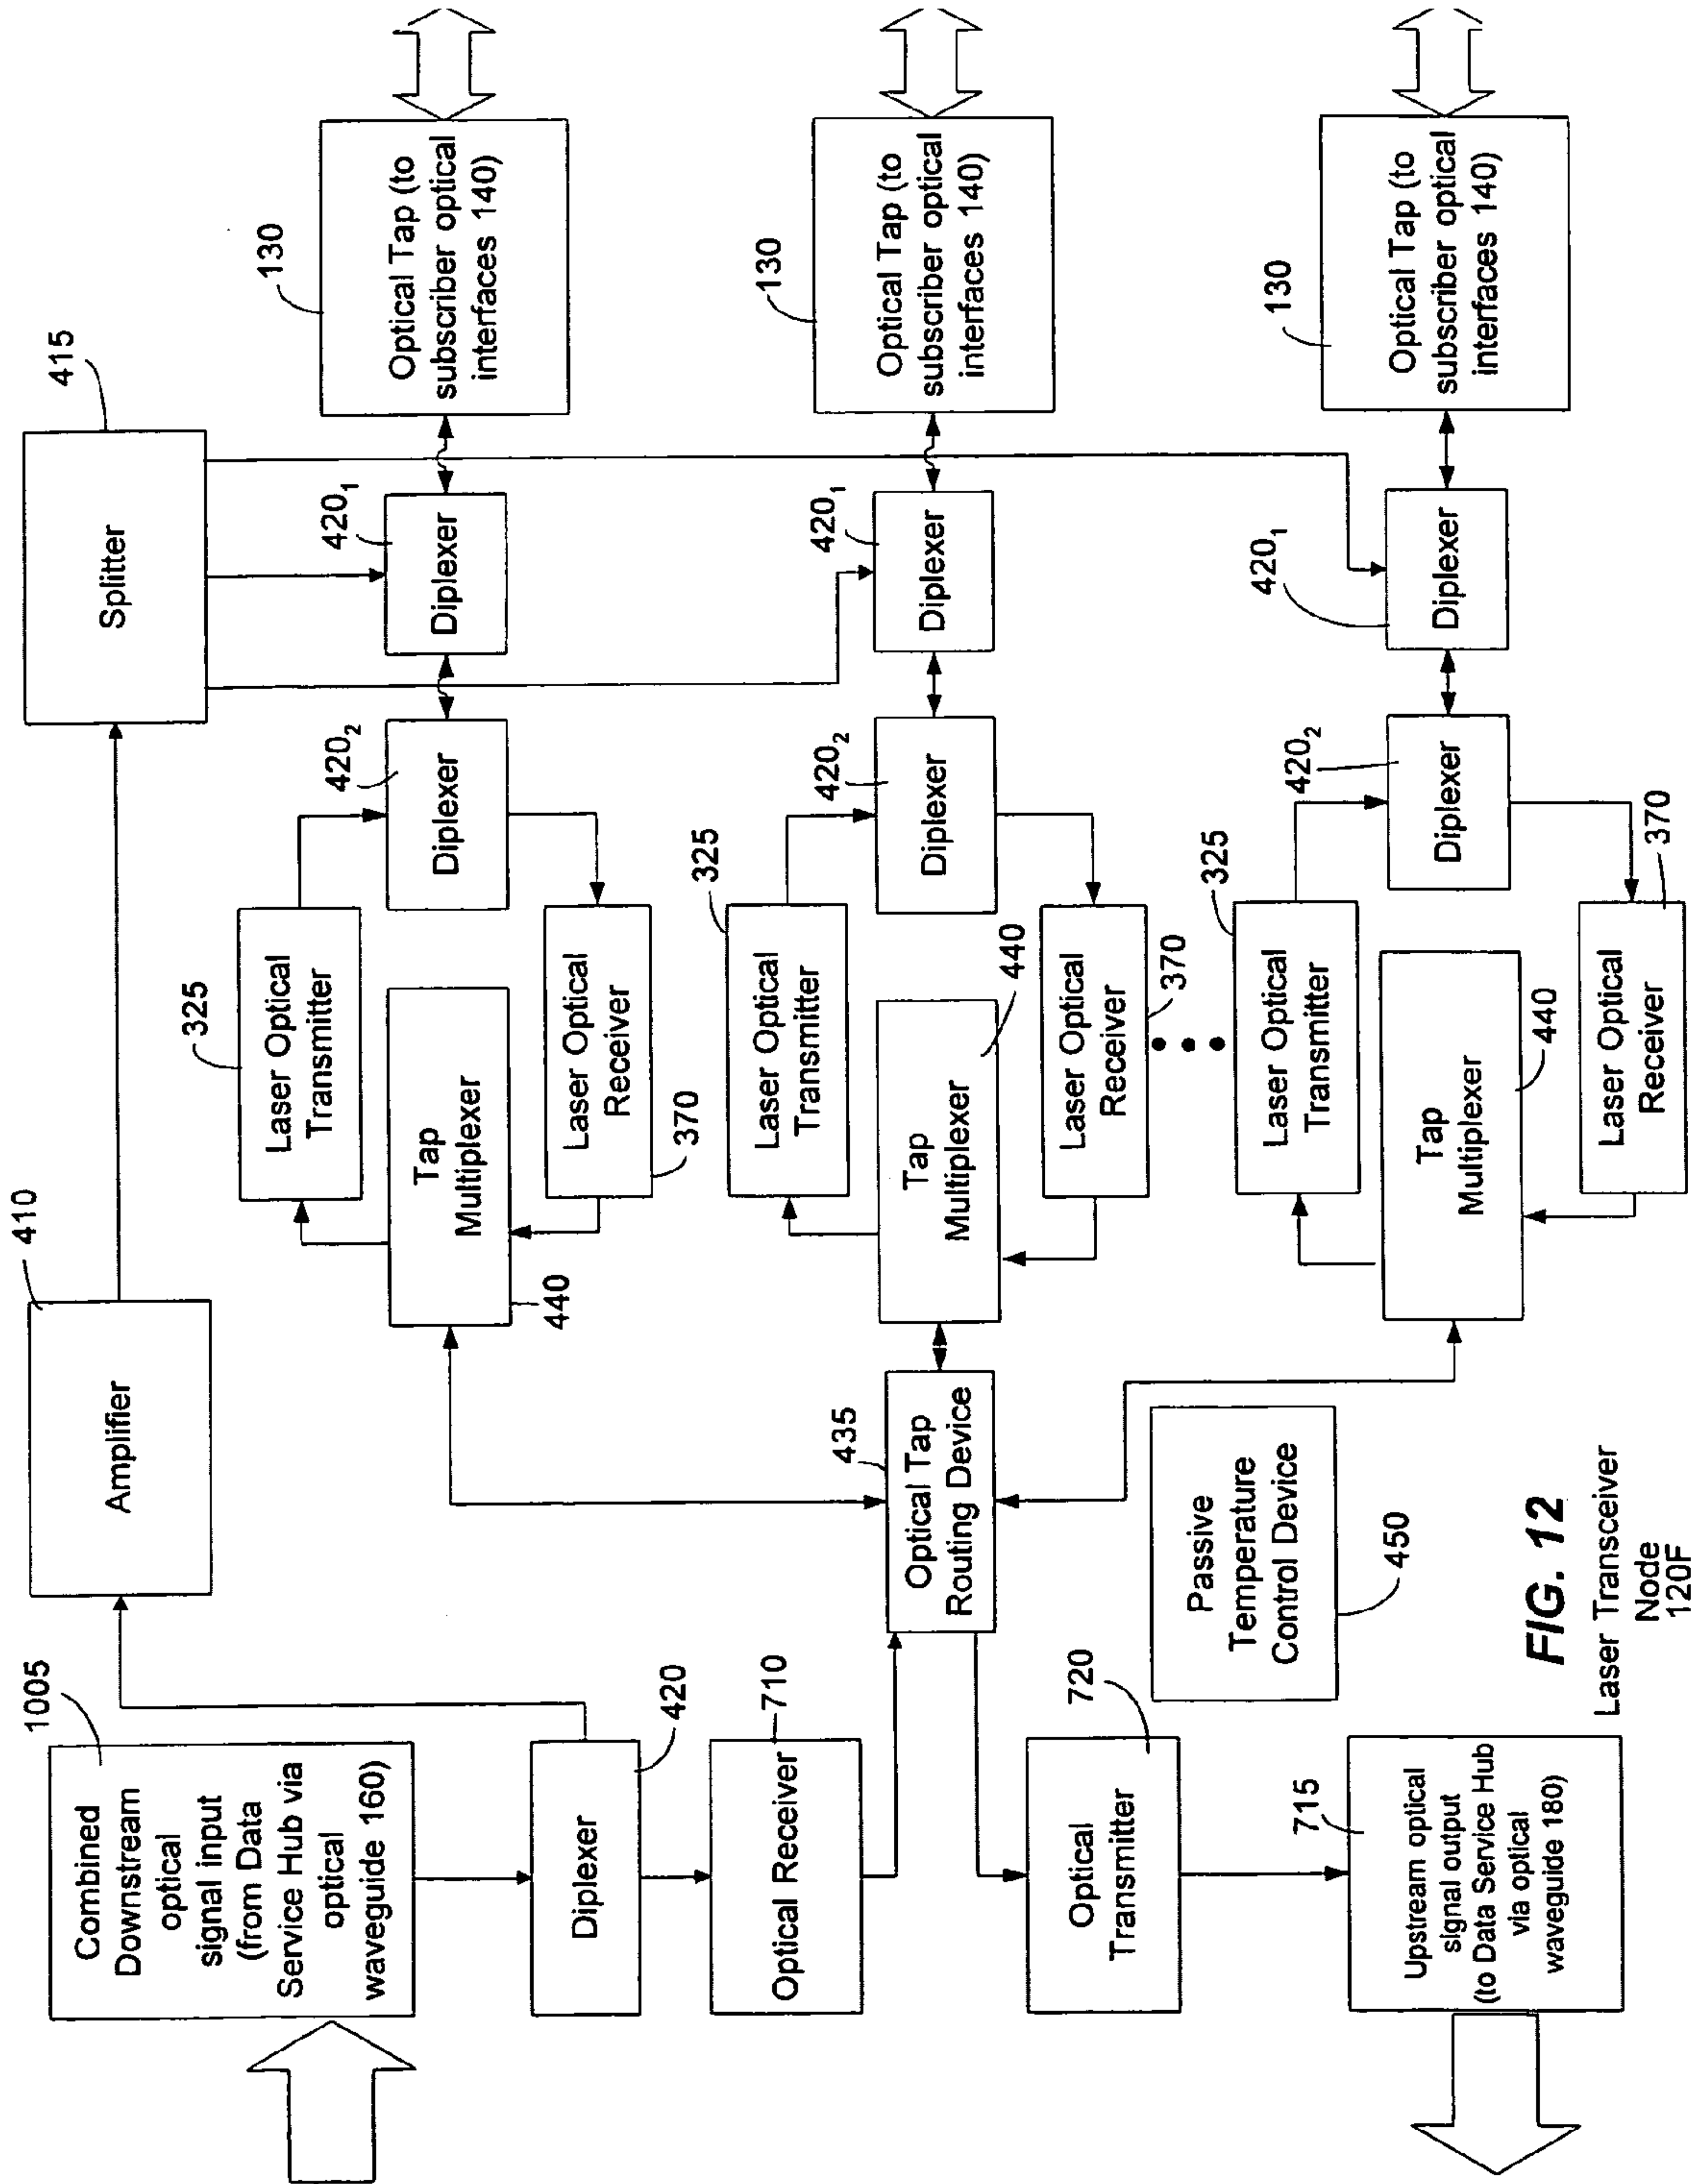 1005
Combined
Downstream
optical
signal input
(from Data
Service Hub via
optical
waveguide 160)
410
Amplifier
415
Splitter
420
Diplexer
710
Optical Receiver
720
Optical
Transmitter
715
Upstream optical
signal output
(to Data Service Hub
via optical
waveguide 180)
435
Optical Tap
Routing Device
Passive
Temperature
Control Device
450
325
Laser Optical
Transmitter
Tap
Multiplexer
440
Laser Optical
Receiver
370
420₂
Diplexer
420₁
Diplexer
130
Optical Tap (to
subscriber optical
interfaces 140)
325
Laser Optical
Transmitter
Tap
Multiplexer
440
Laser Optical
Receiver
370
420₂
Diplexer
420₁
Diplexer
130
Optical Tap (to
subscriber optical
interfaces 140)
325
Laser Optical
Transmitter
Tap
Multiplexer
440
Laser Optical
Receiver
370
420₂
Diplexer
420₁
Diplexer
130
Optical Tap (to
subscriber optical
interfaces 140)
FIG. 12
Laser Transceiver
Node
120F